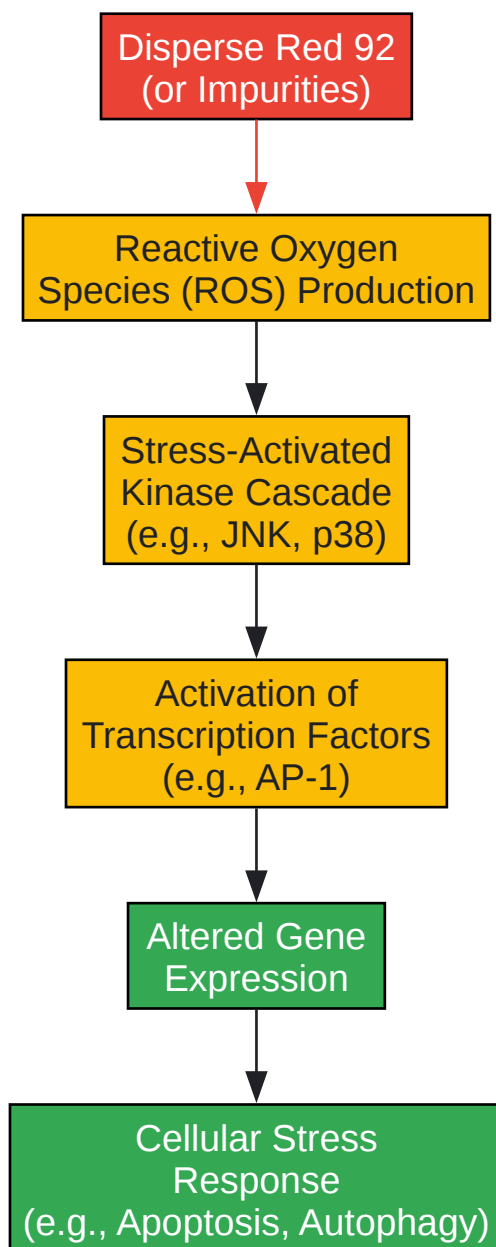 Disperse Red 92
(or Impurities)
Reactive Oxygen
Species (ROS) Production
Stress-Activated
Kinase Cascade
(e.g., JNK, p38)
Activation of
Transcription Factors
(e.g., AP-1)
Altered Gene
Expression
Cellular Stress
Response
(e.g., Apoptosis, Autophagy)